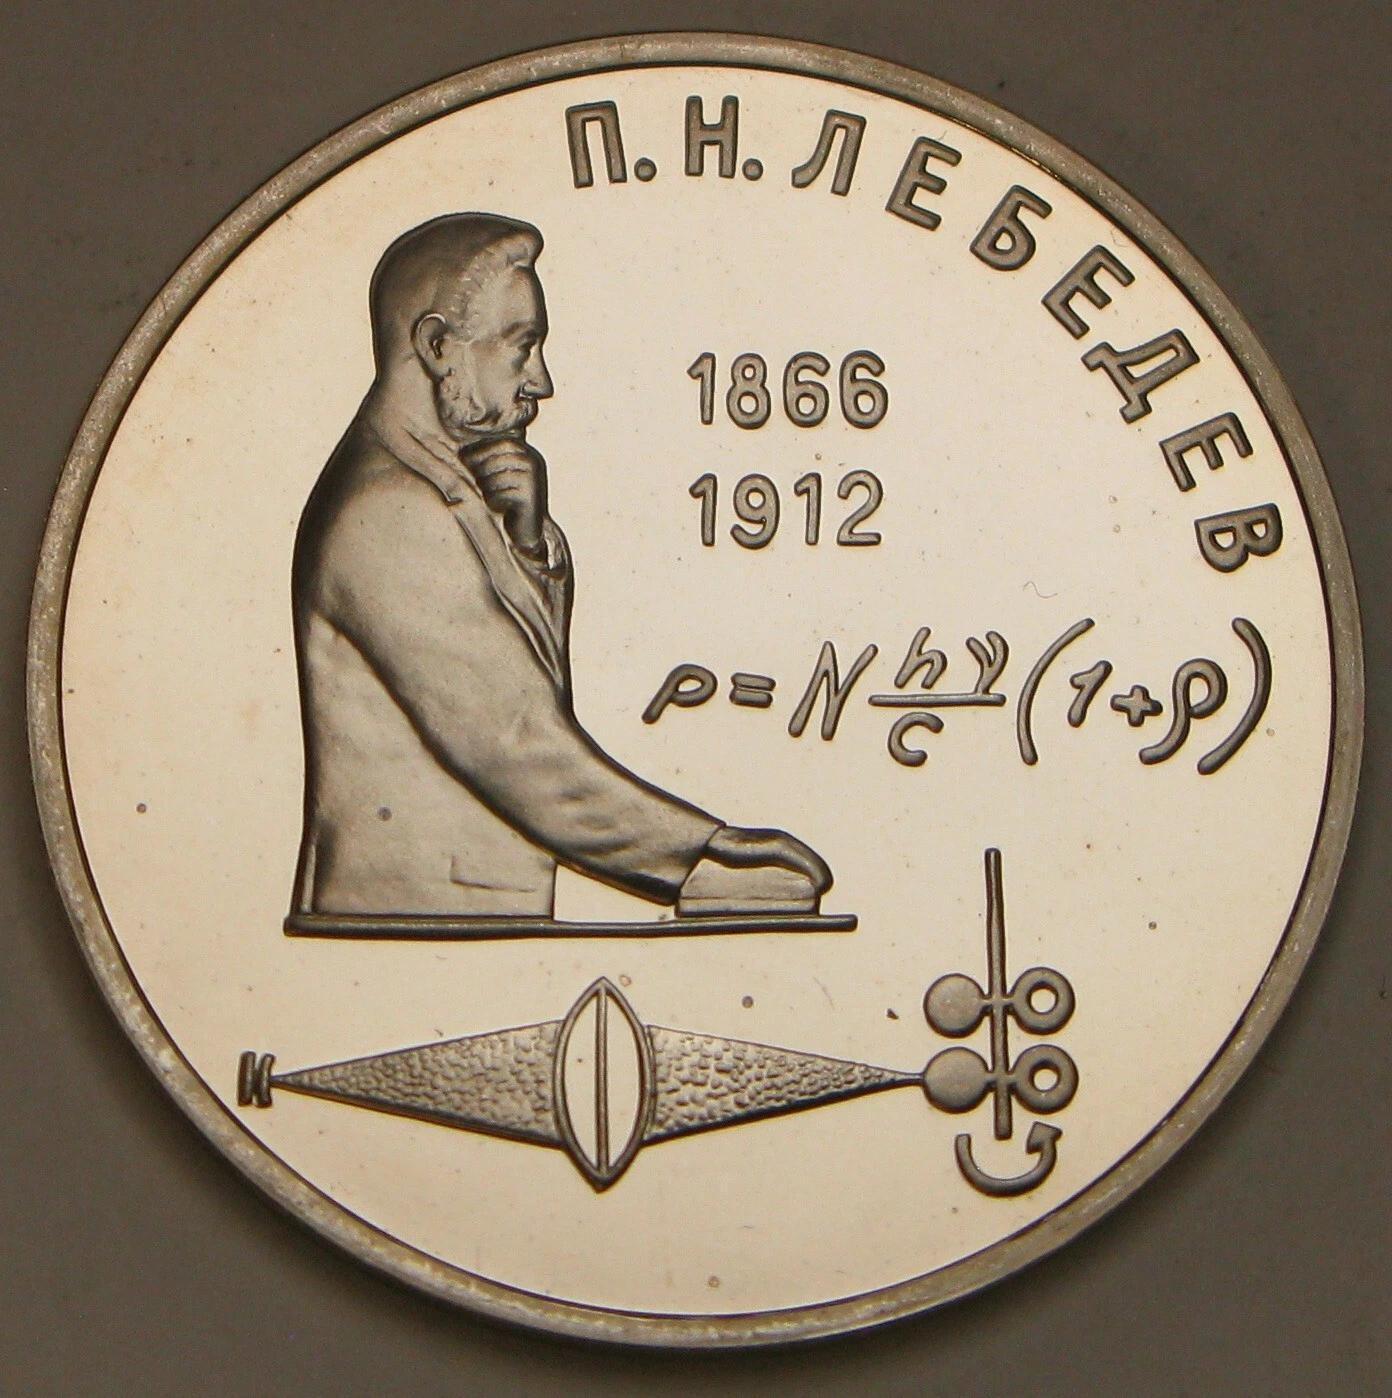 П. Н. ЛЕБЕДЕВ
1866
1912
p = N hν/c (1+ρ)